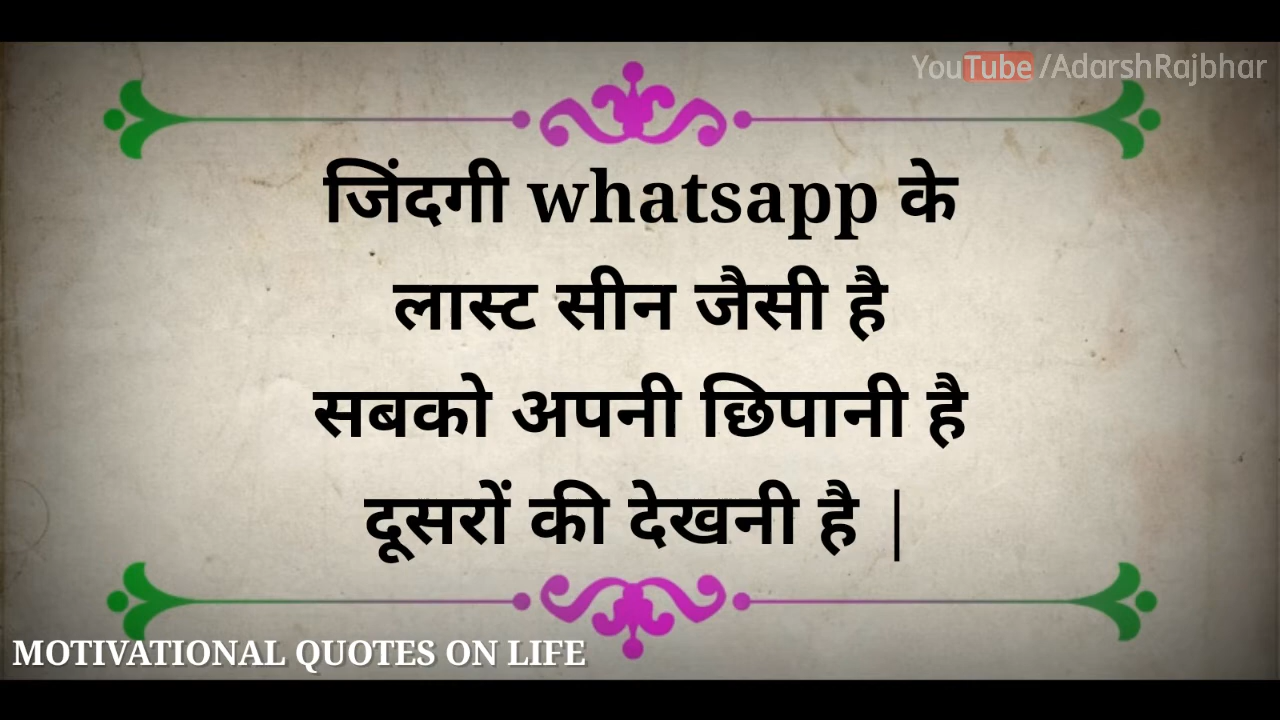 YouTube /AdarshRajbhar
जिंदगी whatsapp के
लास्ट सीन जैसी है
सबको अपनी छिपानी है
दूसरों की देखनी है |
MOTIVATIONAL QUOTES ON LIFE